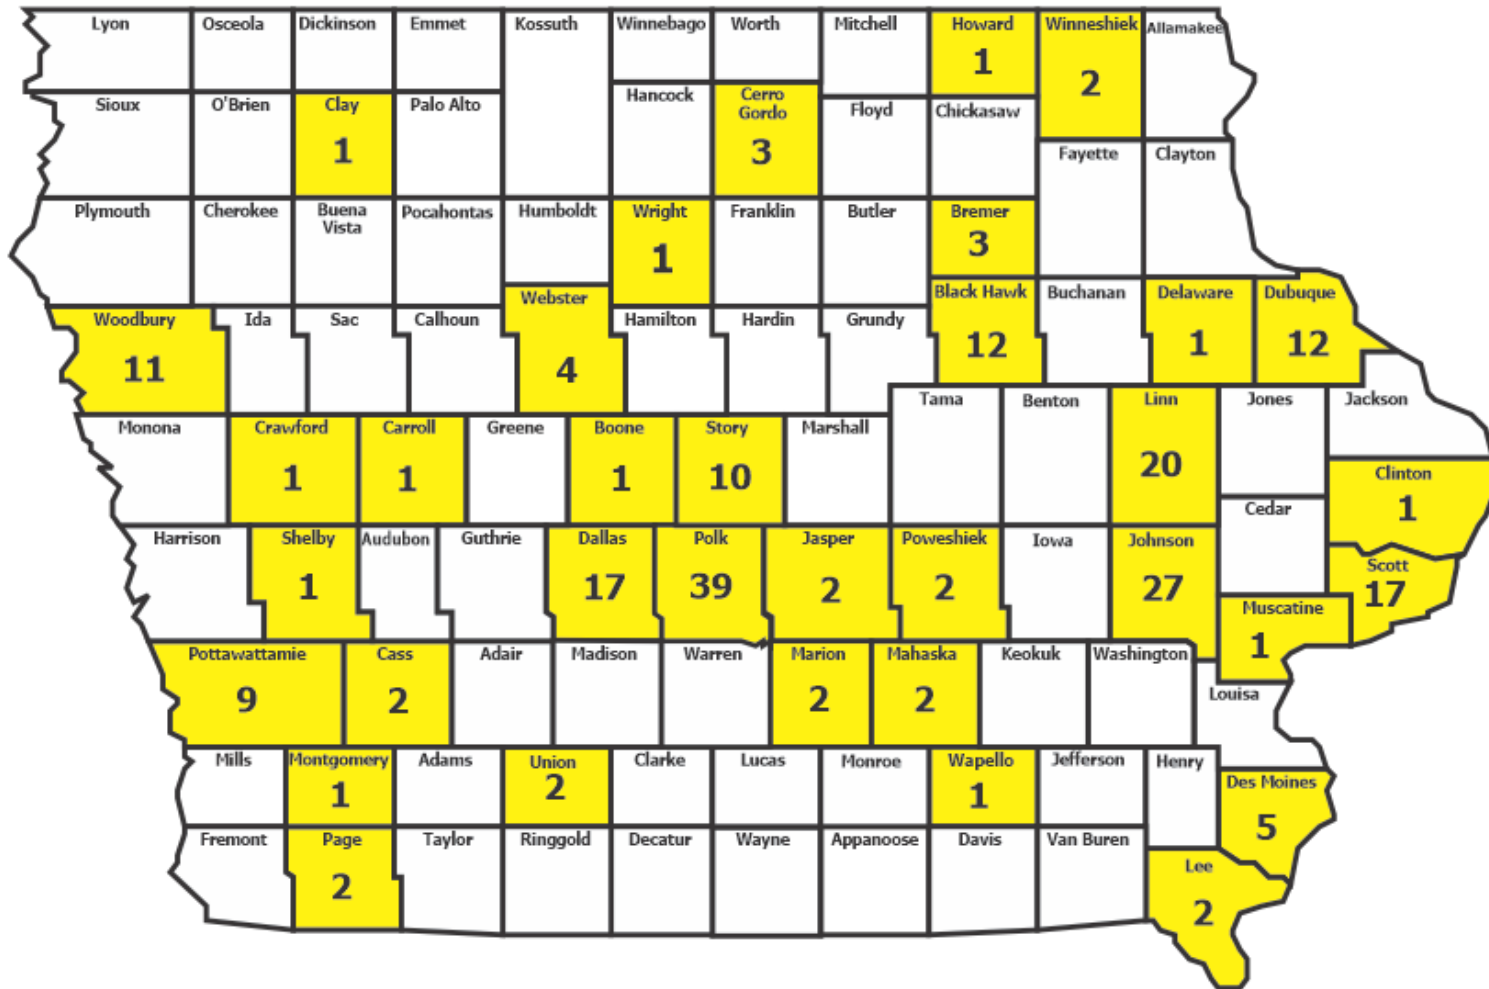 Lyon
Osceola
Dickinson
Emmet
Kossuth
Winnebago
Worth
Mitchell
Howard
1
Winneshiek
2
Allamakee
Sioux
O'Brien
Clay
1
Palo Alto
Hancock
Cerro
Gordo
3
Floyd
Chickasaw
Fayette
Clayton
Plymouth
Cherokee
Buena
Vista
Pocahontas
Humboldt
Wright
1
Franklin
Butler
Bremer
3
Woodbury
11
Ida
Sac
Calhoun
Webster
4
Hamilton
Hardin
Grundy
Black Hawk
12
Buchanan
Delaware
1
Dubuque
12
Monona
Crawford
1
Carroll
1
Greene
Boone
1
Story
10
Marshall
Tama
Benton
Linn
20
Jones
Jackson
Clinton
1
Harrison
Shelby
1
Audubon
Guthrie
Dallas
17
Polk
39
Jasper
2
Poweshiek
2
Iowa
Johnson
27
Cedar
Scott
17
Muscatine
1
Pottawattamie
9
Cass
2
Adair
Madison
Warren
Marion
2
Mahaska
2
Keokuk
Washington
Louisa
Mills
Montgomery
1
Adams
Union
2
Clarke
Lucas
Monroe
Wapello
1
Jefferson
Henry
Des Moines
5
Fremont
Page
2
Taylor
Ringgold
Decatur
Wayne
Appanoose
Davis
Van Buren
Lee
2